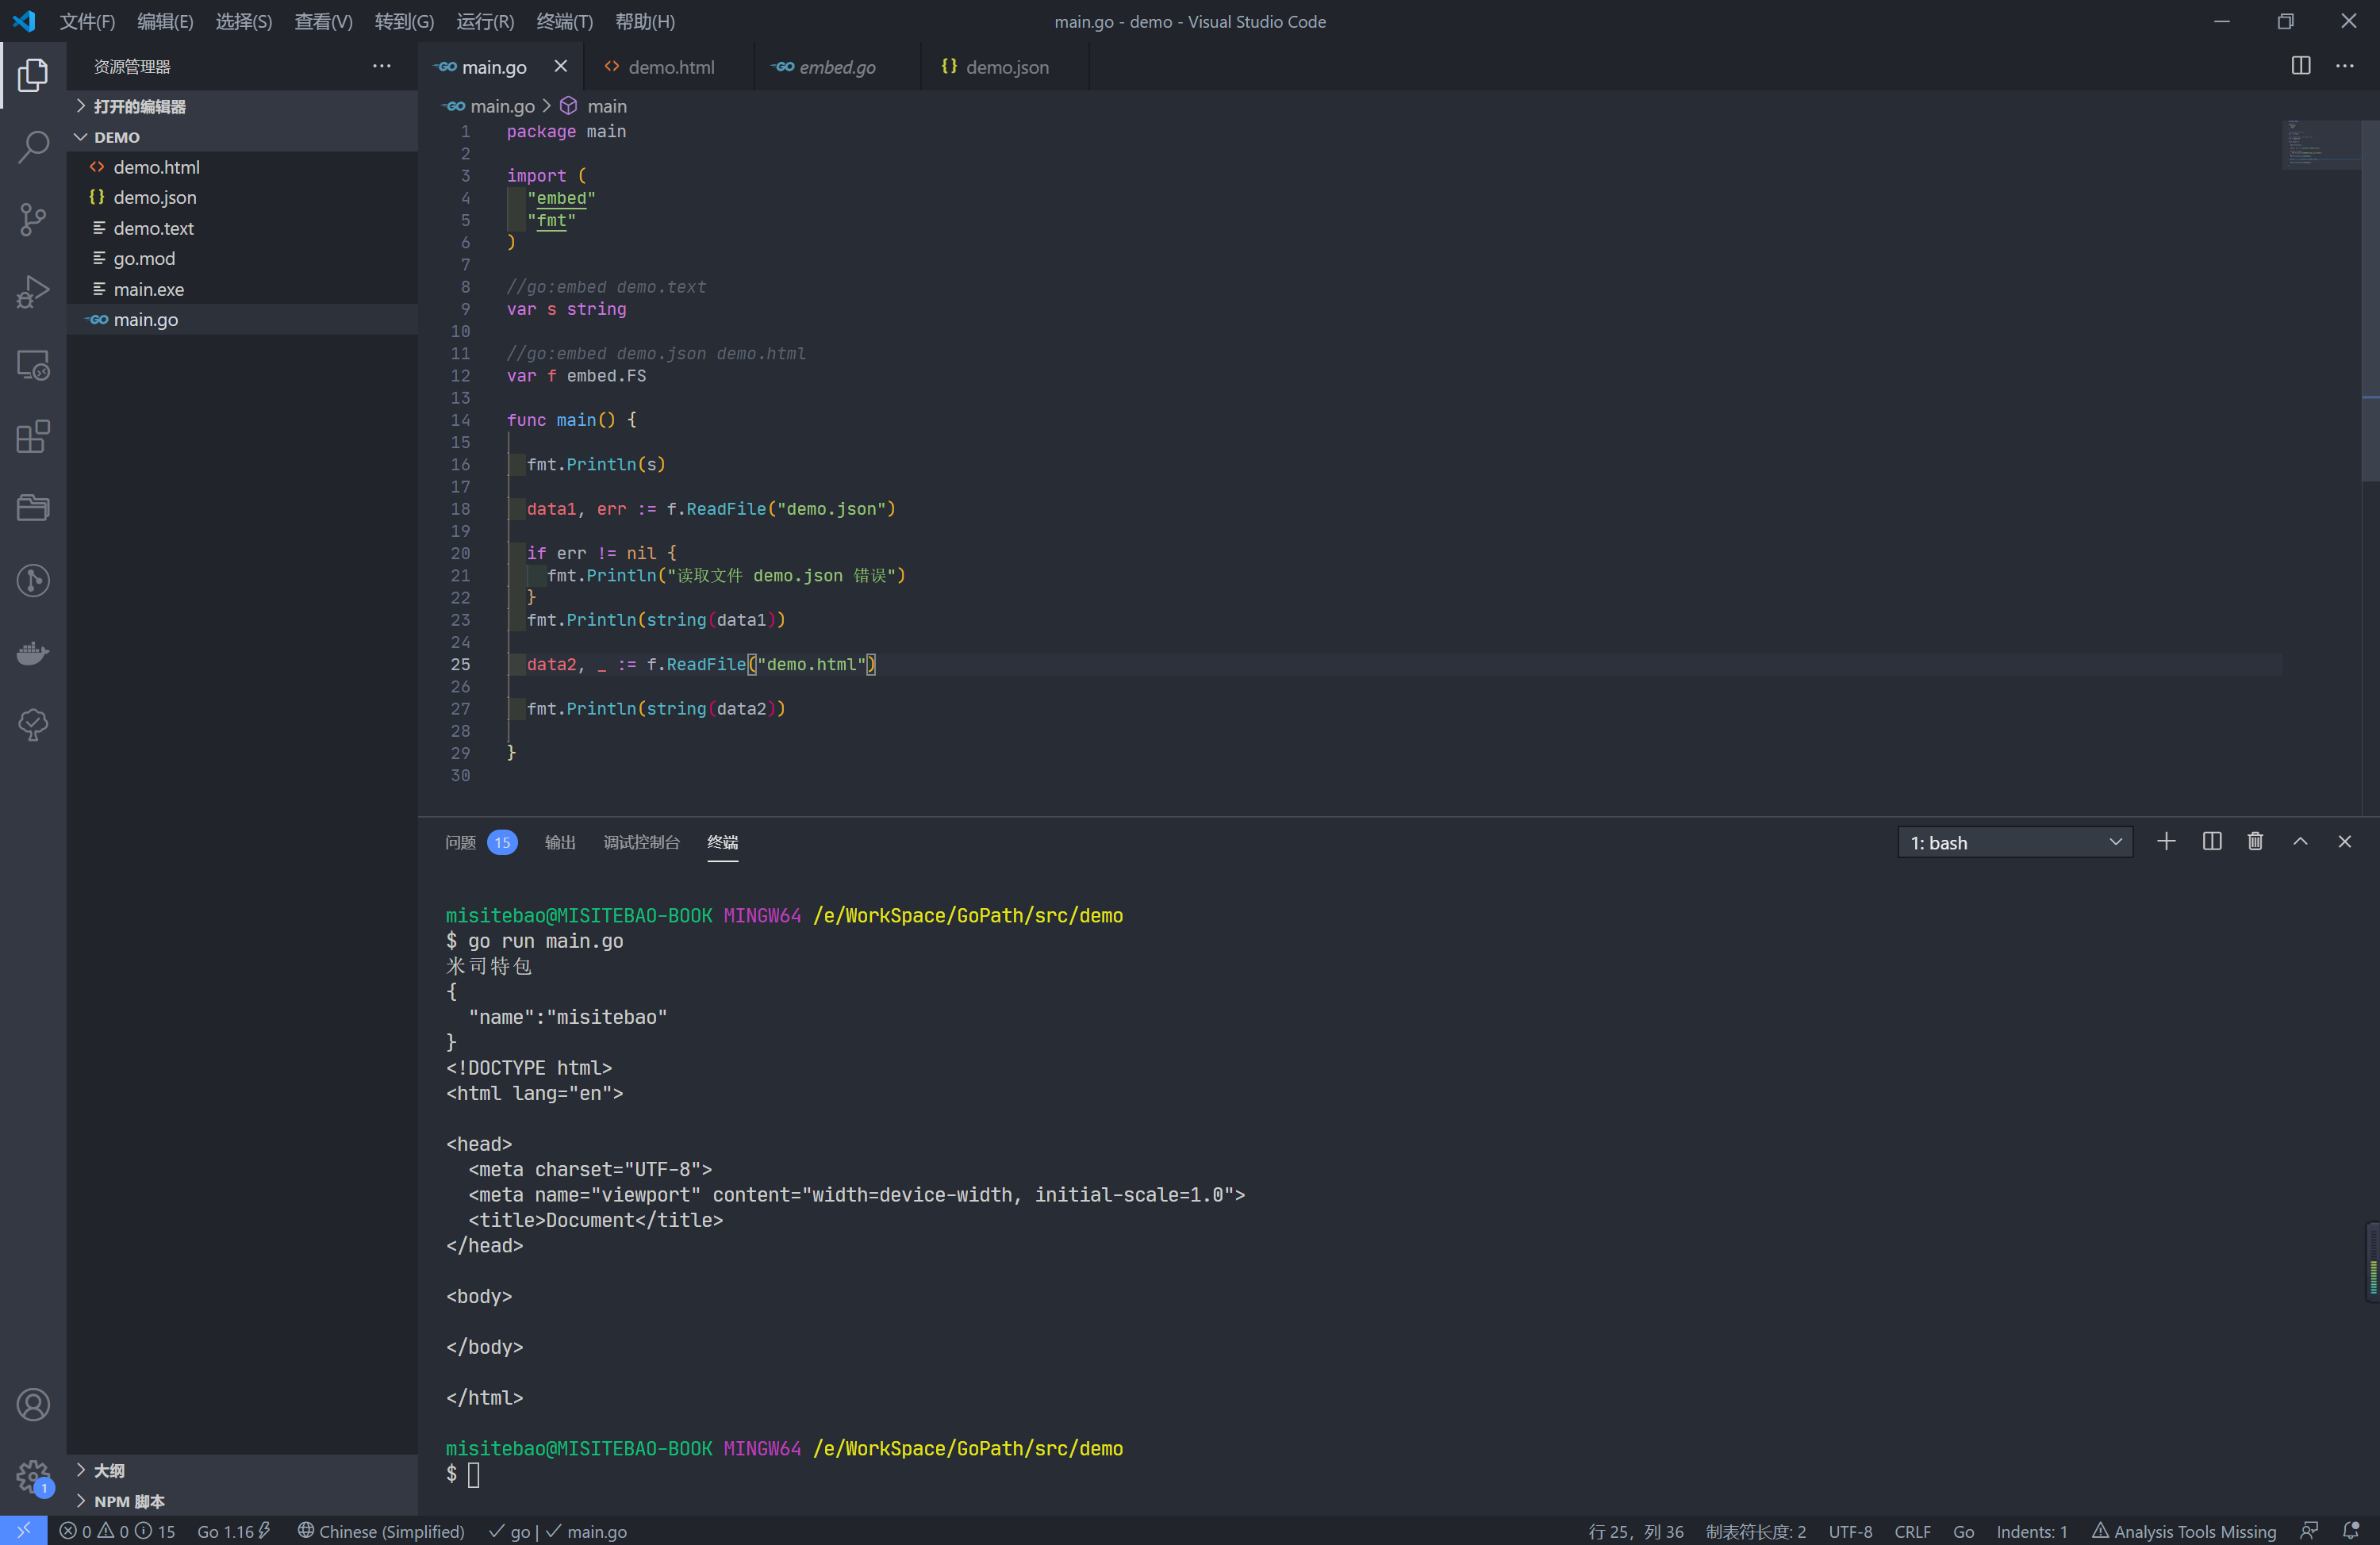 文件(F) 编辑(E) 选择(S) 查看(V) 转到(G) 运行(R) 终端(T) 帮助(H) main.go - demo - Visual Studio Code
资源管理器
打开的编辑器
DEMO
demo.html
demo.json
demo.text
go.mod
main.exe
main.go
大纲
NPM 脚本
main.go demo.html embed.go demo.json
main.go > main
1 package main
2
3 import (
4 "embed"
5 "fmt"
6 )
7
8 //go:embed demo.text
9 var s string
10
11 //go:embed demo.json demo.html
12 var f embed.FS
13
14 func main() {
15
16 fmt.Println(s)
17
18 data1, err := f.ReadFile("demo.json")
19
20 if err != nil {
21 fmt.Println("读取文件 demo.json 错误")
22 }
23 fmt.Println(string(data1))
24
25 data2, _ := f.ReadFile("demo.html")
26
27 fmt.Println(string(data2))
28
29 }
30
问题 15 输出 调试控制台 终端 1: bash
misitebao@MISITEBAO-BOOK MINGW64 /e/WorkSpace/GoPath/src/demo
$ go run main.go
米司特包
{
"name":"misitebao"
}
<!DOCTYPE html>
<html lang="en">
<head>
<meta charset="UTF-8">
<meta name="viewport" content="width=device-width, initial-scale=1.0">
<title>Document</title>
</head>
<body>
</body>
</html>
misitebao@MISITEBAO-BOOK MINGW64 /e/WorkSpace/GoPath/src/demo
$
1
0 0 15 Go 1.16 Chinese (Simplified) go | main.go 行 25，列 36 制表符长度: 2 UTF-8 CRLF Go Indents: 1 Analysis Tools Missing